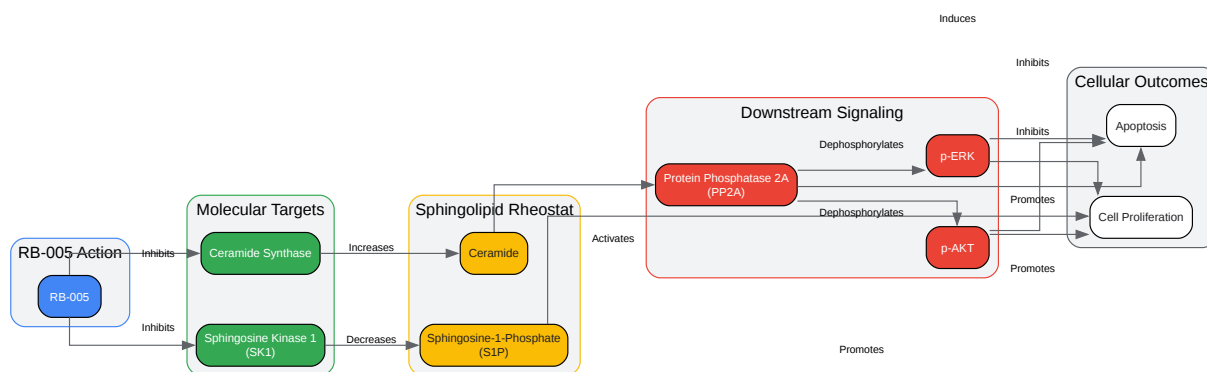 Induces
Inhibits
Cellular Outcomes
Downstream Signaling
Apoptosis
Inhibits
Dephosphorylates
p-ERK
Protein Phosphatase 2A
(PP2A)
Promotes
Dephosphorylates
Cell Proliferation
Molecular Targets
Sphingolipid Rheostat
Activates
RB-005 Action
Inhibits
Ceramide Synthase
Increases
Ceramide
p-AKT
Promotes
RB-005
Inhibits
Sphingosine Kinase 1
(SK1)
Decreases
Sphingosine-1-Phosphate
(S1P)
Promotes